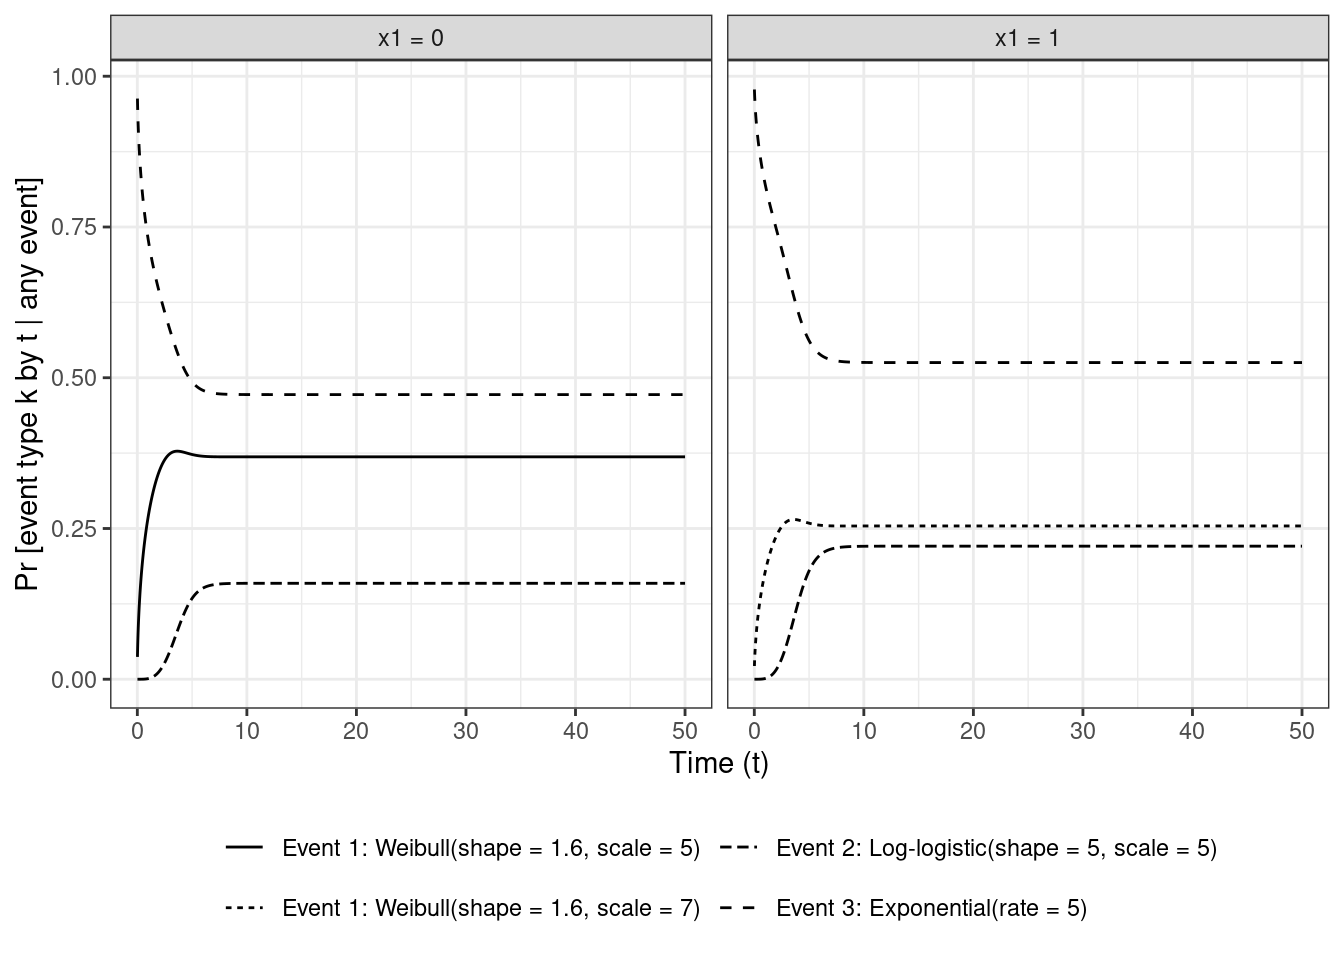 x1 = 0
x1 = 1
Pr [event type k by t | any event]
1.00
0.75
0.50
0.25
0.00
0 10 20 30 40 50
0 10 20 30 40 50
Time (t)
Event 1: Weibull(shape = 1.6, scale = 5)
Event 2: Log-logistic(shape = 5, scale = 5)
Event 1: Weibull(shape = 1.6, scale = 7)
Event 3: Exponential(rate = 5)